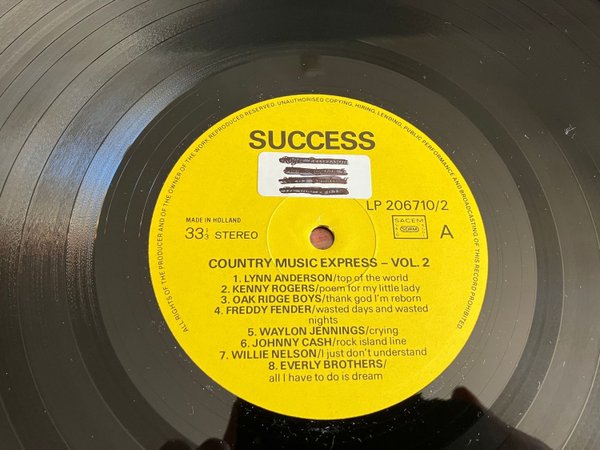 ALL RIGHTS OF THE PRODUCER AND OF THE OWNER OF THE WORK REPRODUCED RESERVED. UNAUTHORISED COPYING, HIRING, LENDING, PUBLIC PERFORMANCE AND BROADCASTING OF THIS RECORD PROHIBITED
SUCCESS
LP 206710/2
MADE IN HOLLAND
33⅓ STEREO
SACEM
A
COUNTRY MUSIC EXPRESS – VOL. 2
1. LYNN ANDERSON/top of the world
2. KENNY ROGERS/poem for my little lady
3. OAK RIDGE BOYS/thank god I'm reborn
4. FREDDY FENDER/wasted days and wasted
nights
5. WAYLON JENNINGS/crying
6. JOHNNY CASH/rock island line
7. WILLIE NELSON/I just don't understand
8. EVERLY BROTHERS/
all I have to do is dream